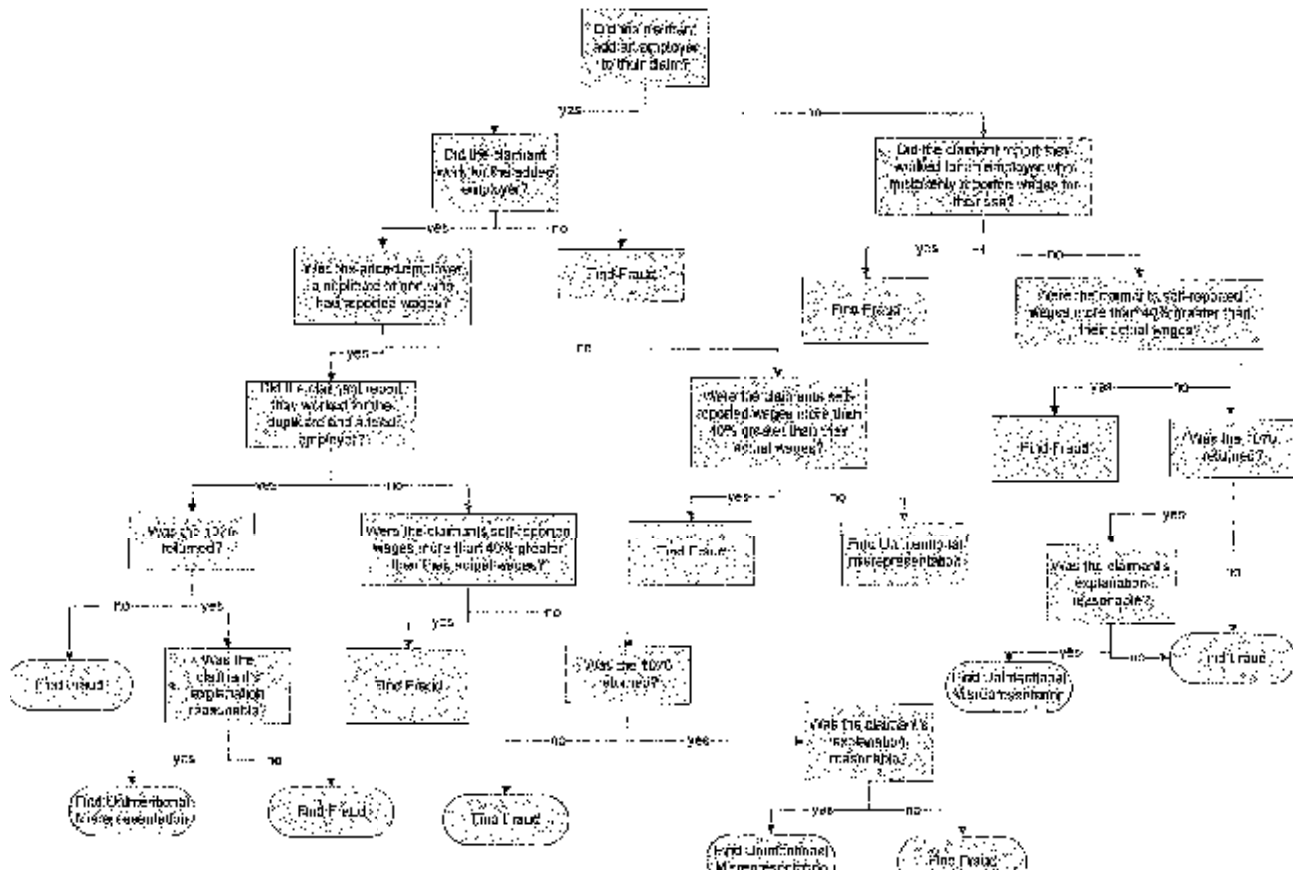 Did the claimant
add an employer
to their claim?
yes
no
Did the claimant
work for the added
employer?
Did the claimant report they
worked for an employer who
mistakenly reported wages for
their ssa?
yes
no
yes
no
Was the added employer
a duplicate of one who
had reported wages?
Find Fraud
Find Fraud
Were the claimants self-reported
wages more than 40% greater than
their actual wages?
yes
no
Did the claimant report
they worked for the
duplicate and
employer?
Were the claimants self-
reported wages more than
40% greater than their
actual wages?
yes
no
Find Fraud
Was the
returned?
yes
no
yes
no
yes
no
Was the
returned?
Were the claimants self-reported
wages more than 40% greater
than their actual wages?
Find Fraud
Find Unintentional
misrepresentation
Was the claimant's
explanation
reasonable?
no
yes
yes
no
Find Fraud
Was the
claimant's
explanation
reasonable?
Find Fraud
Was the
returned?
yes
no
Find Unintentional
Misrepresentation
Find Fraud
yes
no
no
yes
Was the claimant's
explanation
reasonable?
Find Unintentional
Misrepresentation
Find Fraud
Find Fraud
yes
no
Find Unintentional
Misrepresentation
Find Fraud